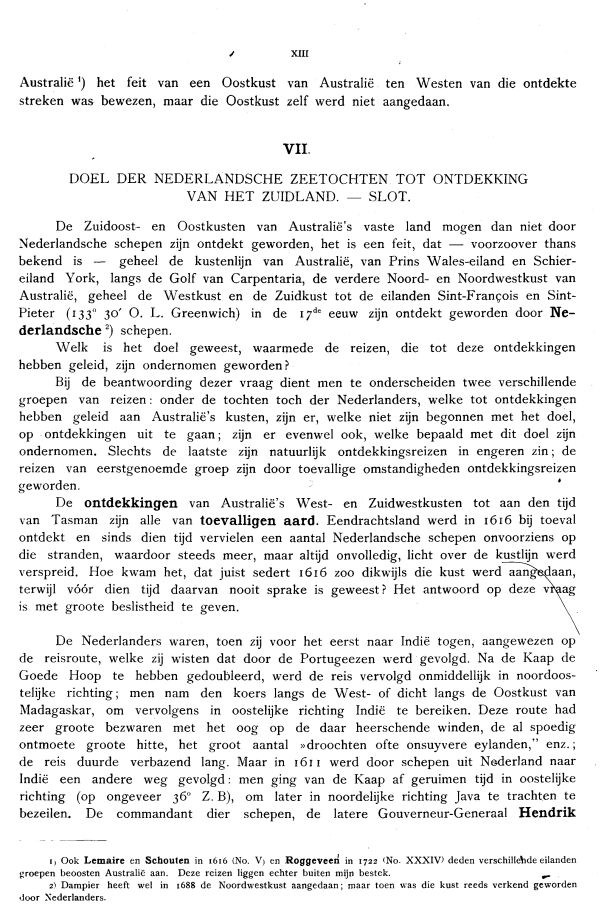 XIII
Australië ¹) het feit van een Oostkust van Australië ten Westen van die ontdekte
streken was bewezen, maar die Oostkust zelf werd niet aangedaan.
VII.
DOEL DER NEDERLANDSCHE ZEETOCHTEN TOT ONTDEKKING
VAN HET ZUIDLAND. — SLOT.
De Zuidoost- en Oostkusten van Australië's vaste land mogen dan niet door
Nederlandsche schepen zijn ontdekt geworden, het is een feit, dat — voorzoover thans
bekend is — geheel de kustenlijn van Australië, van Prins Wales-eiland en Schier-
eiland York, langs de Golf van Carpentaria, de verdere Noord- en Noordwestkust van
Australië, geheel de Westkust en de Zuidkust tot de eilanden Sint-François en Sint-
Pieter (133° 30′ O. L. Greenwich) in de 17de eeuw zijn ontdekt geworden door Ne-
derlandsche ²) schepen.
Welk is het doel geweest, waarmede de reizen, die tot deze ontdekkingen
hebben geleid, zijn ondernomen geworden?
Bij de beantwoording dezer vraag dient men te onderscheiden twee verschillende
groepen van reizen: onder de tochten toch der Nederlanders, welke tot ontdekkingen
hebben geleid aan Australië's kusten, zijn er, welke niet zijn begonnen met het doel,
op ontdekkingen uit te gaan; zijn er evenwel ook, welke bepaald met dit doel zijn
ondernomen. Slechts de laatste zijn natuurlijk ontdekkingsreizen in engeren zin; de
reizen van eerstgenoemde groep zijn door toevallige omstandigheden ontdekkingsreizen
geworden.
De ontdekkingen van Australië's West- en Zuidwestkusten tot aan den tijd
van Tasman zijn alle van toevalligen aard. Eendrachtsland werd in 1616 bij toeval
ontdekt en sinds dien tijd vervielen een aantal Nederlandsche schepen onvoorziens op
die stranden, waardoor steeds meer, maar altijd onvolledig, licht over de kustlijn werd
verspreid. Hoe kwam het, dat juist sedert 1616 zoo dikwijls die kust werd aangedaan,
terwijl vóór dien tijd daarvan nooit sprake is geweest? Het antwoord op deze vraag
is met groote beslistheid te geven.
De Nederlanders waren, toen zij voor het eerst naar Indië togen, aangewezen op
de reisroute, welke zij wisten dat door de Portugeezen werd gevolgd. Na de Kaap de
Goede Hoop te hebben gedoubleerd, werd de reis vervolgd onmiddellijk in noordoos-
telijke richting; men nam den koers langs de West- of dicht langs de Oostkust van
Madagaskar, om vervolgens in oostelijke richting Indië te bereiken. Deze route had
zeer groote bezwaren met het oog op de daar heerschende winden, de al spoedig
ontmoete groote hitte, het groot aantal »droochten ofte onsuyvere eylanden,” enz.;
de reis duurde verbazend lang. Maar in 1611 werd door schepen uit Nederland naar
Indië een andere weg gevolgd: men ging van de Kaap af geruimen tijd in oostelijke
richting (op ongeveer 36° Z. B), om later in noordelijke richting Java te trachten te
bezeilen. De commandant dier schepen, de latere Gouverneur-Generaal Hendrik
1) Ook Lemaire en Schouten in 1616 (No. V) en Roggeveen in 1722 (No. XXXIV) deden verschillende eilanden
groepen beoosten Australië aan. Deze reizen liggen echter buiten mijn bestek.
2) Dampier heeft wel in 1688 de Noordwestkust aangedaan; maar toen was die kust reeds verkend geworden
door Nederlanders.